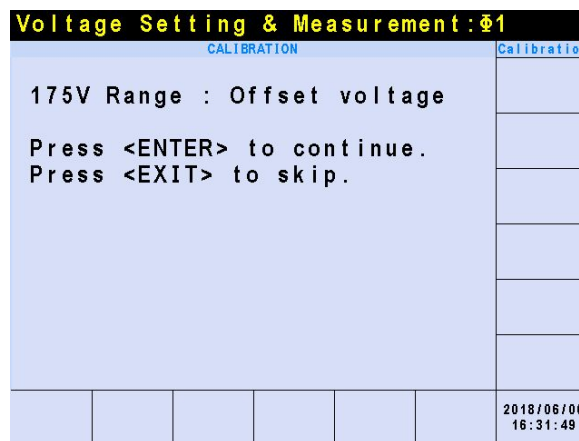 Voltage Setting & Measurement:Φ1
CALIBRATION
175V Range : Offset voltage
Press <ENTER> to continue.
Press <EXIT> to skip.
16:31:49